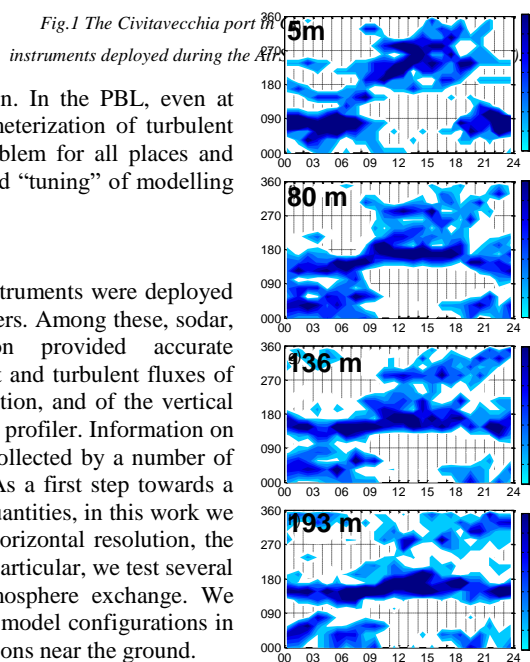 Fig.1 The Civitavecchia port in
instruments deployed during the Air
n. In the PBL, even at
neterization of turbulent
blem for all places and
d “tuning” of modelling
struments were deployed
ers. Among these, sodar,
on provided accurate
t and turbulent fluxes of
tion, and of the vertical
profiler. Information on
ollected by a number of
As a first step towards a
uantities, in this work we
orizontal resolution, the
articular, we test several
nosphere exchange. We
model configurations in
ions near the ground.
5m
360
270
180
090
000
00 03 06 09 12 15 18 21 24
80 m
360
270
180
090
000
00 03 06 09 12 15 18 21 24
136 m
360
270
180
090
000
00 03 06 09 12 15 18 21 24
193 m
360
270
180
090
000
00 03 06 09 12 15 18 21 24